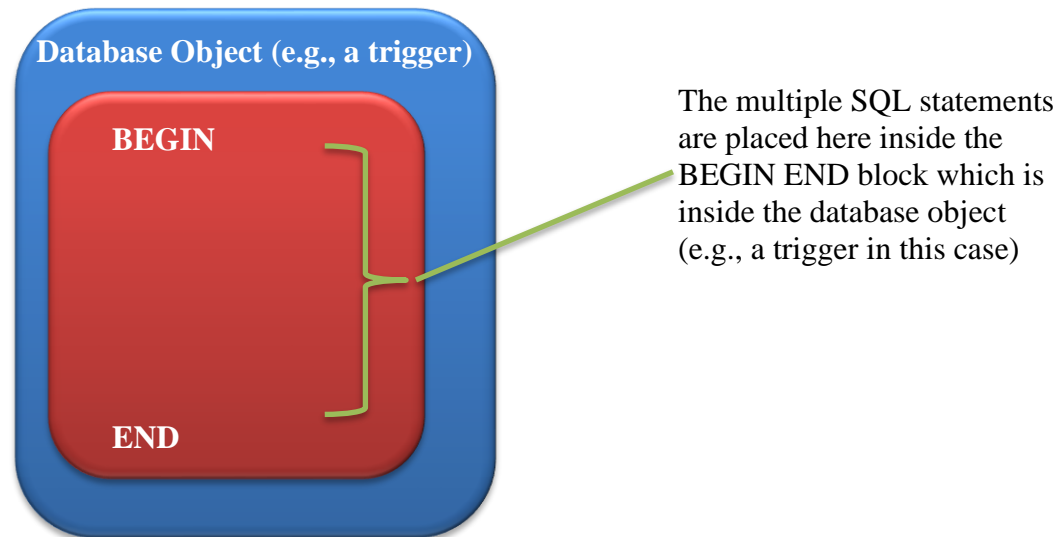 Database Object (e.g., a trigger)
BEGIN
END
The multiple SQL statements
are placed here inside the
BEGIN END block which is
inside the database object
(e.g., a trigger in this case)